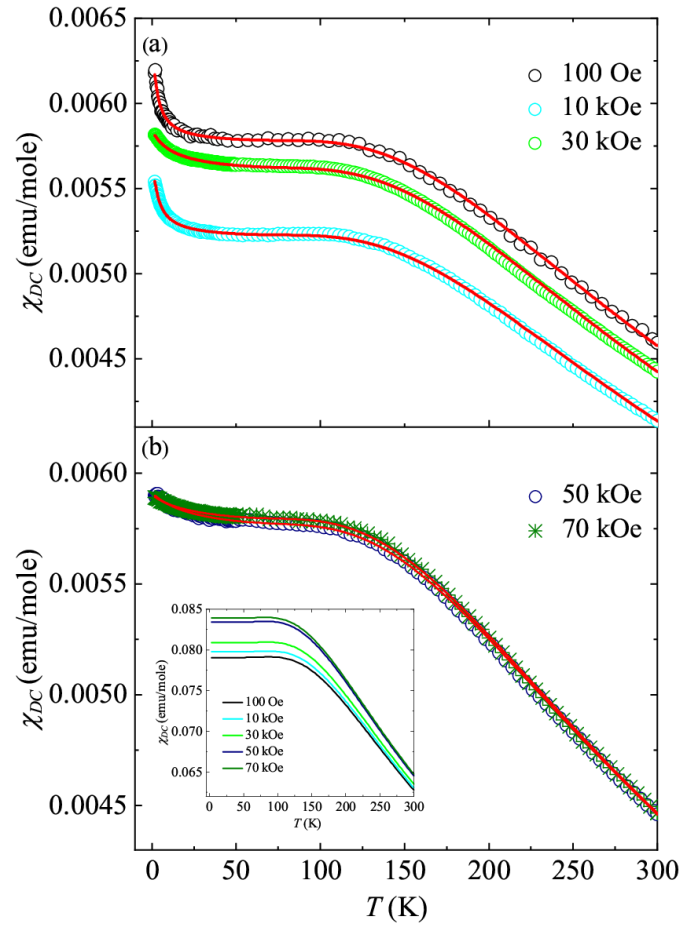 0.0065
(a)
100 Oe
0.0060
10 kOe
30 kOe
0.0055
χDC (emu/mole)
0.0050
0.0045
(b)
0.0060
50 kOe
70 kOe
0.0055
χDC (emu/mole)
0.085
0.080
0.075
χDC (emu/mole)
100 Oe
10 kOe
0.070
30 kOe
50 kOe
0.065
70 kOe
0 50 100 150 200 250 300
T (K)
0.0050
0.0045
0 50 100 150 200 250 300
T (K)